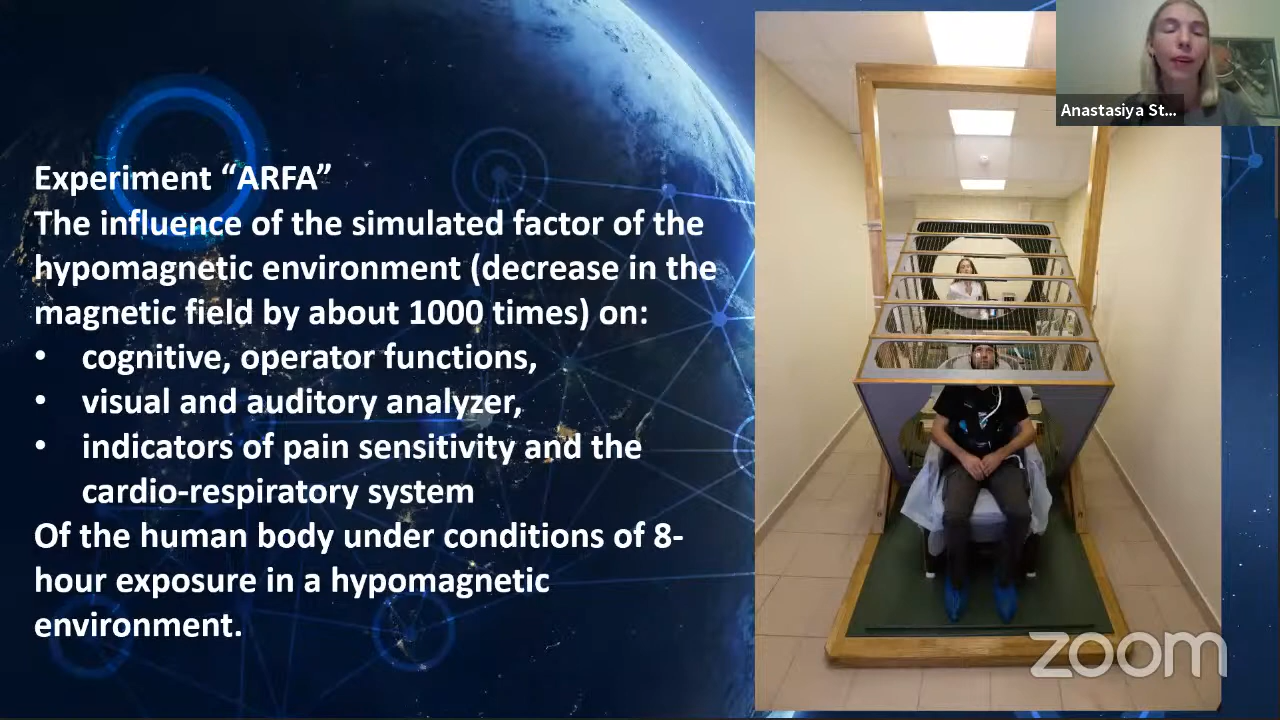 Anastasiya St...
Experiment “ARFA”
The influence of the simulated factor of the
hypomagnetic environment (decrease in the
magnetic field by about 1000 times) on:
• cognitive, operator functions,
• visual and auditory analyzer,
• indicators of pain sensitivity and the
cardio-respiratory system
Of the human body under conditions of 8-
hour exposure in a hypomagnetic
environment.
zoom